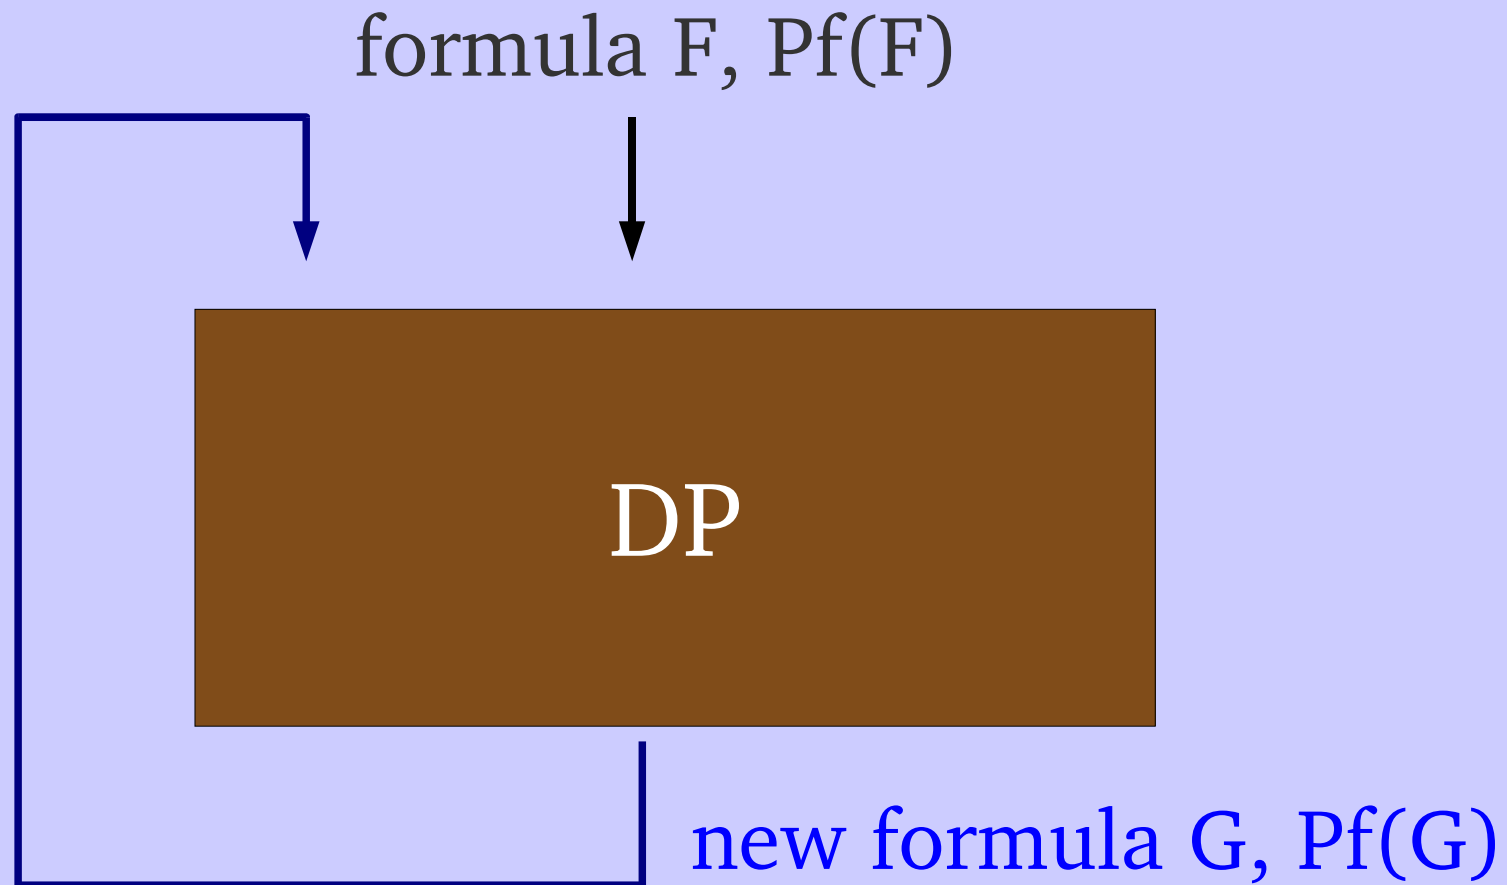 formula F, Pf(F)
DP
new formula G, Pf(G)